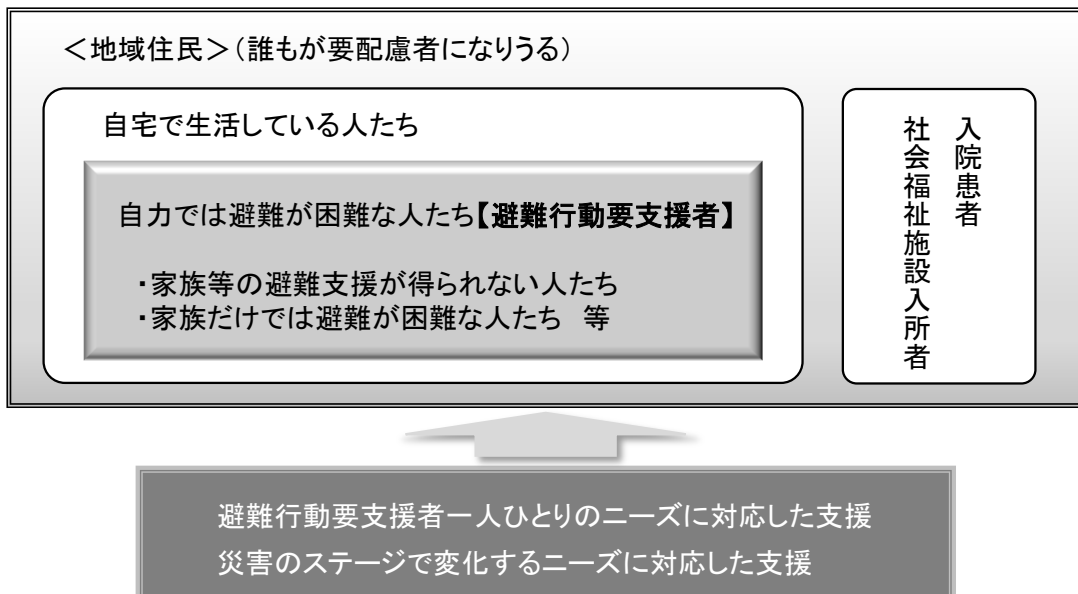 ＜地域住民＞（誰もが要配慮者になりうる）
自宅で生活している人たち
自力では避難が困難な人たち【避難行動要支援者】
・家族等の避難支援が得られない人たち
・家族だけでは避難が困難な人たち　等
入院患者
社会福祉施設入所者
避難行動要支援者一人ひとりのニーズに対応した支援
災害のステージで変化するニーズに対応した支援